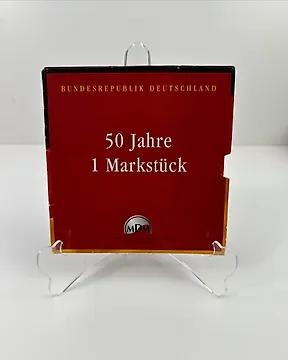 BUNDESREPUBLIK DEUTSCHLAND
50 Jahre
1 Markstück
MDM